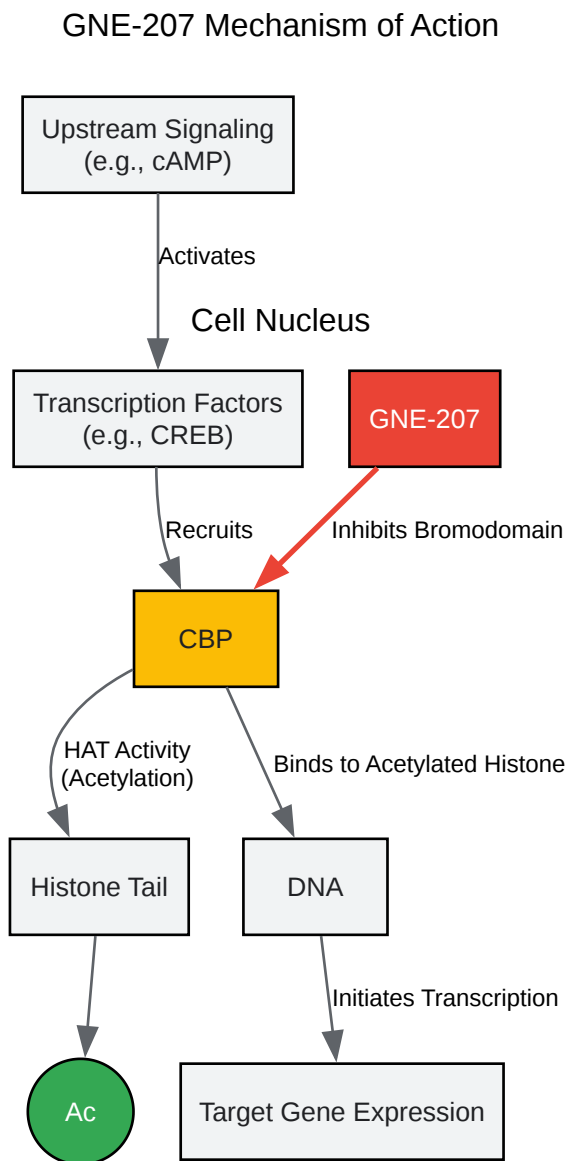 GNE-207 Mechanism of Action
Upstream Signaling
(e.g., cAMP)
Activates
Cell Nucleus
Transcription Factors
(e.g., CREB)
GNE-207
Recruits
Inhibits Bromodomain
CBP
HAT Activity
(Acetylation)
Binds to Acetylated Histone
Histone Tail
DNA
Initiates Transcription
Ac
Target Gene Expression